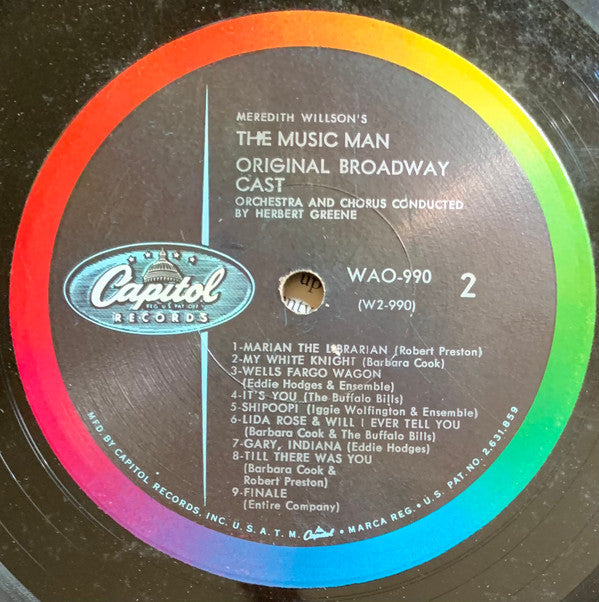 MEREDITH WILLSON'S
THE MUSIC MAN
ORIGINAL BROADWAY
CAST
ORCHESTRA AND CHORUS CONDUCTED
BY HERBERT GREENE
Capitol
REG. U.S. PAT. OFF.
RECORDS
up
WAO-990 2
(W2-990)
1-MARIAN THE LIBRARIAN (Robert Preston)
2-MY WHITE KNIGHT (Barbara Cook)
3-WELLS FARGO WAGON
(Eddie Hodges & Ensemble)
4-IT'S YOU (The Buffalo Bills)
5-SHIPOOPI (Iggie Wolfington & Ensemble)
6-LIDA ROSE & WILL I EVER TELL YOU
(Barbara Cook & The Buffalo Bills)
7-GARY, INDIANA (Eddie Hodges)
8-TILL THERE WAS YOU
(Barbara Cook &
Robert Preston)
9-FINALE
(Entire Company)
MFD. BY CAPITOL RECORDS, INC. U.S.A. T.M. Capitol • MARCA REG. • U.S. PAT. NO. 2,631,859